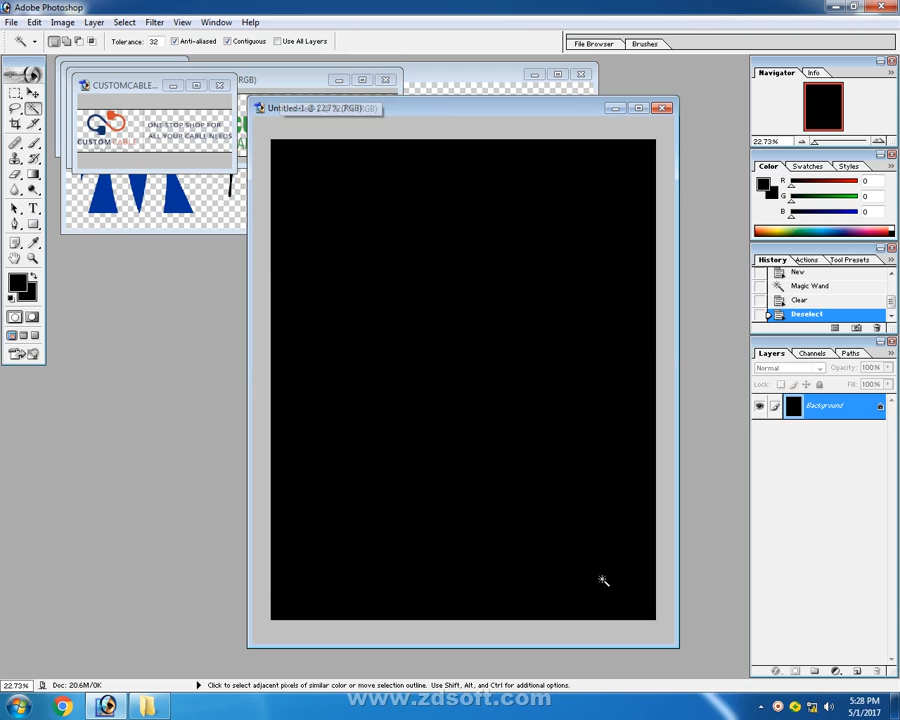 Adobe Photoshop
File Edit Image Layer Select Filter View Window Help
Tolerance: 32 Anti-aliased Contiguous Use All Layers
File Browser Brushes
CUSTOMCABLE...
RGB)
ONE STOP SHOP FOR
ALL YOUR CABLE NEEDS
CUSTOMCABLE
Untitled-1 @ 22.7% (RGB)
Navigator Info
22.73%
Color Swatches Styles
R 0
G 0
B 0
History Actions Tool Presets
New
Magic Wand
Clear
Deselect
Layers Channels Paths
Normal Opacity: 100%
Lock: Fill: 100%
Background
22.73% Doc: 20.6M/0K Click to select adjacent pixels of similar color or move selection outline. Use Shift, Alt, and Ctrl for additional options.
www.zdsoft.com
5:28 PM
5/1/2017